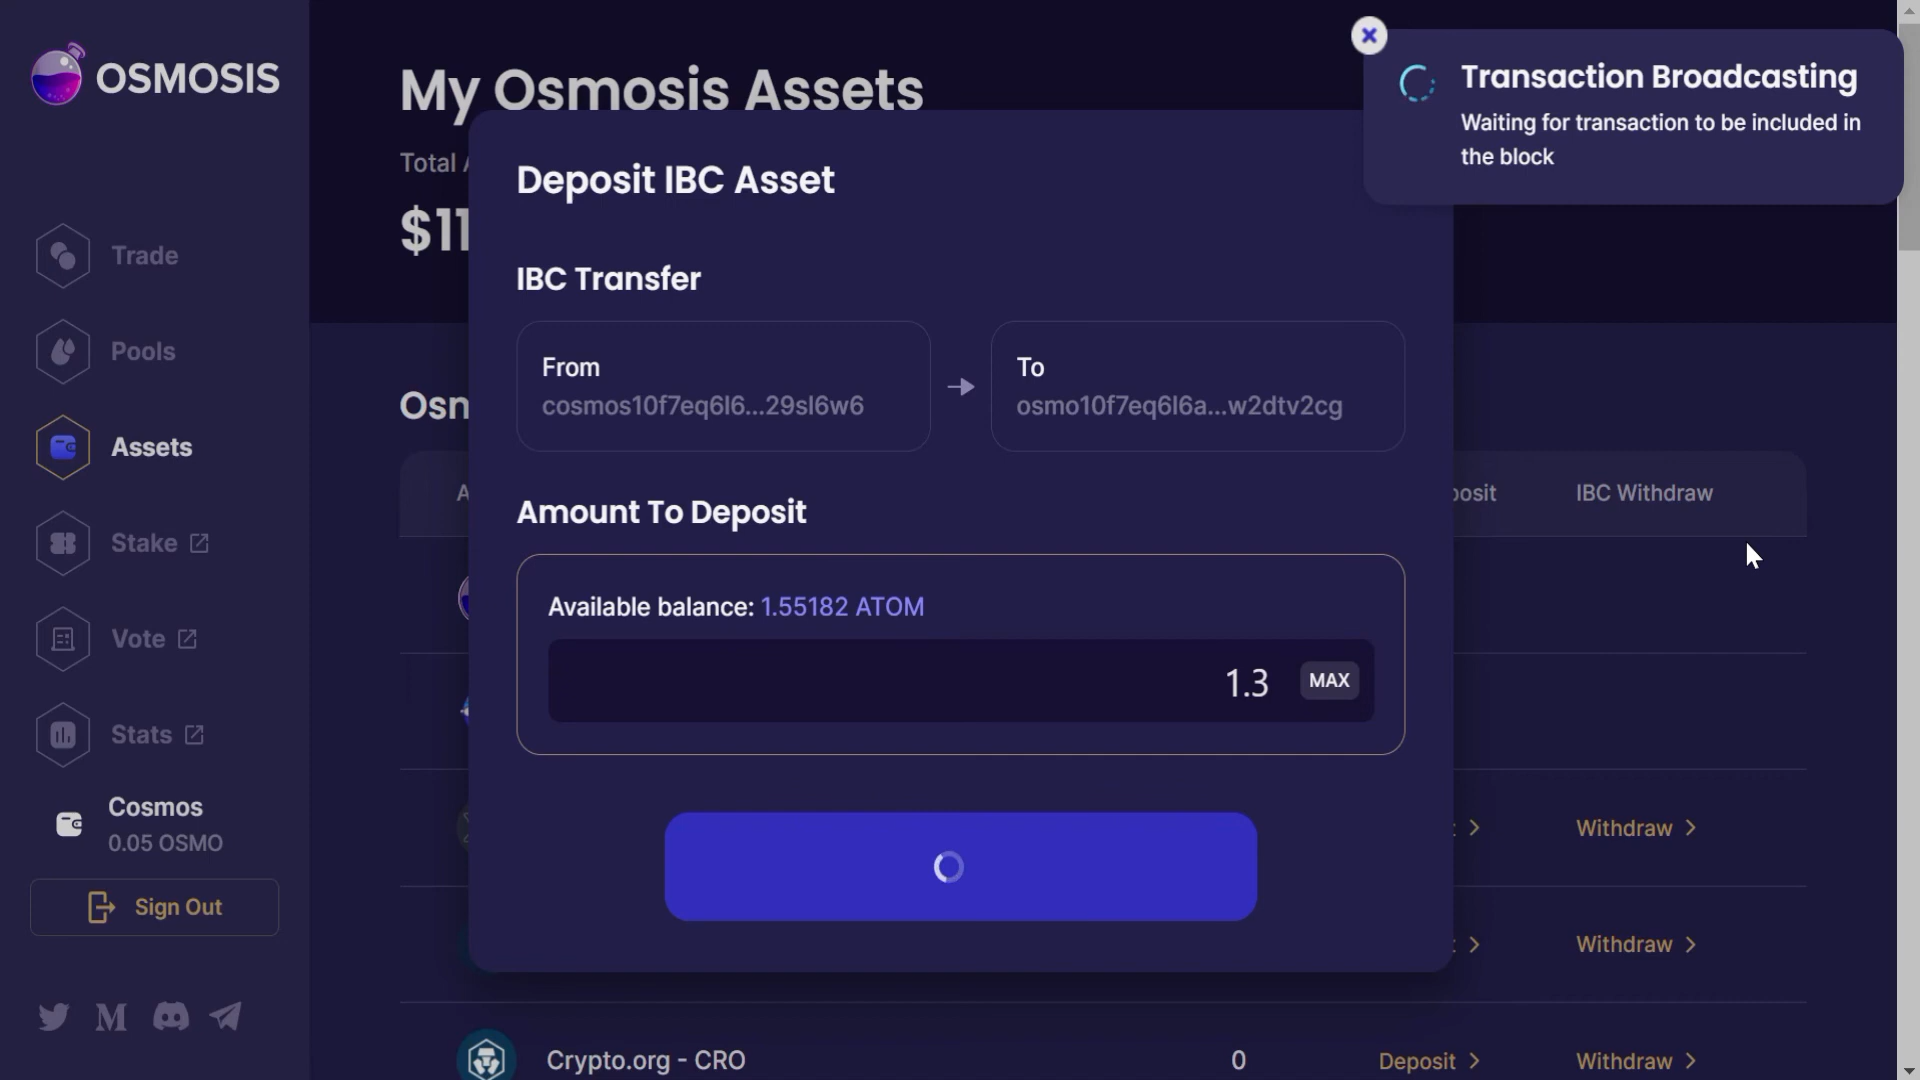 OSMOSIS
Trade
Pools
Assets
Stake
Vote
Stats
Cosmos
0.05 OSMO
Sign Out
My Osmosis Assets
Total
$11
Osm
Deposit IBC Asset
IBC Transfer
From
cosmos10f7eq6l6...29sl6w6
To
osmo10f7eq6l6a...w2dtv2cg
Amount To Deposit
Available balance: 1.55182 ATOM
1.3
MAX
Transaction Broadcasting
Waiting for transaction to be included in
the block
posit
IBC Withdraw
Withdraw
Withdraw
Crypto.org - CRO
0
Deposit
Withdraw